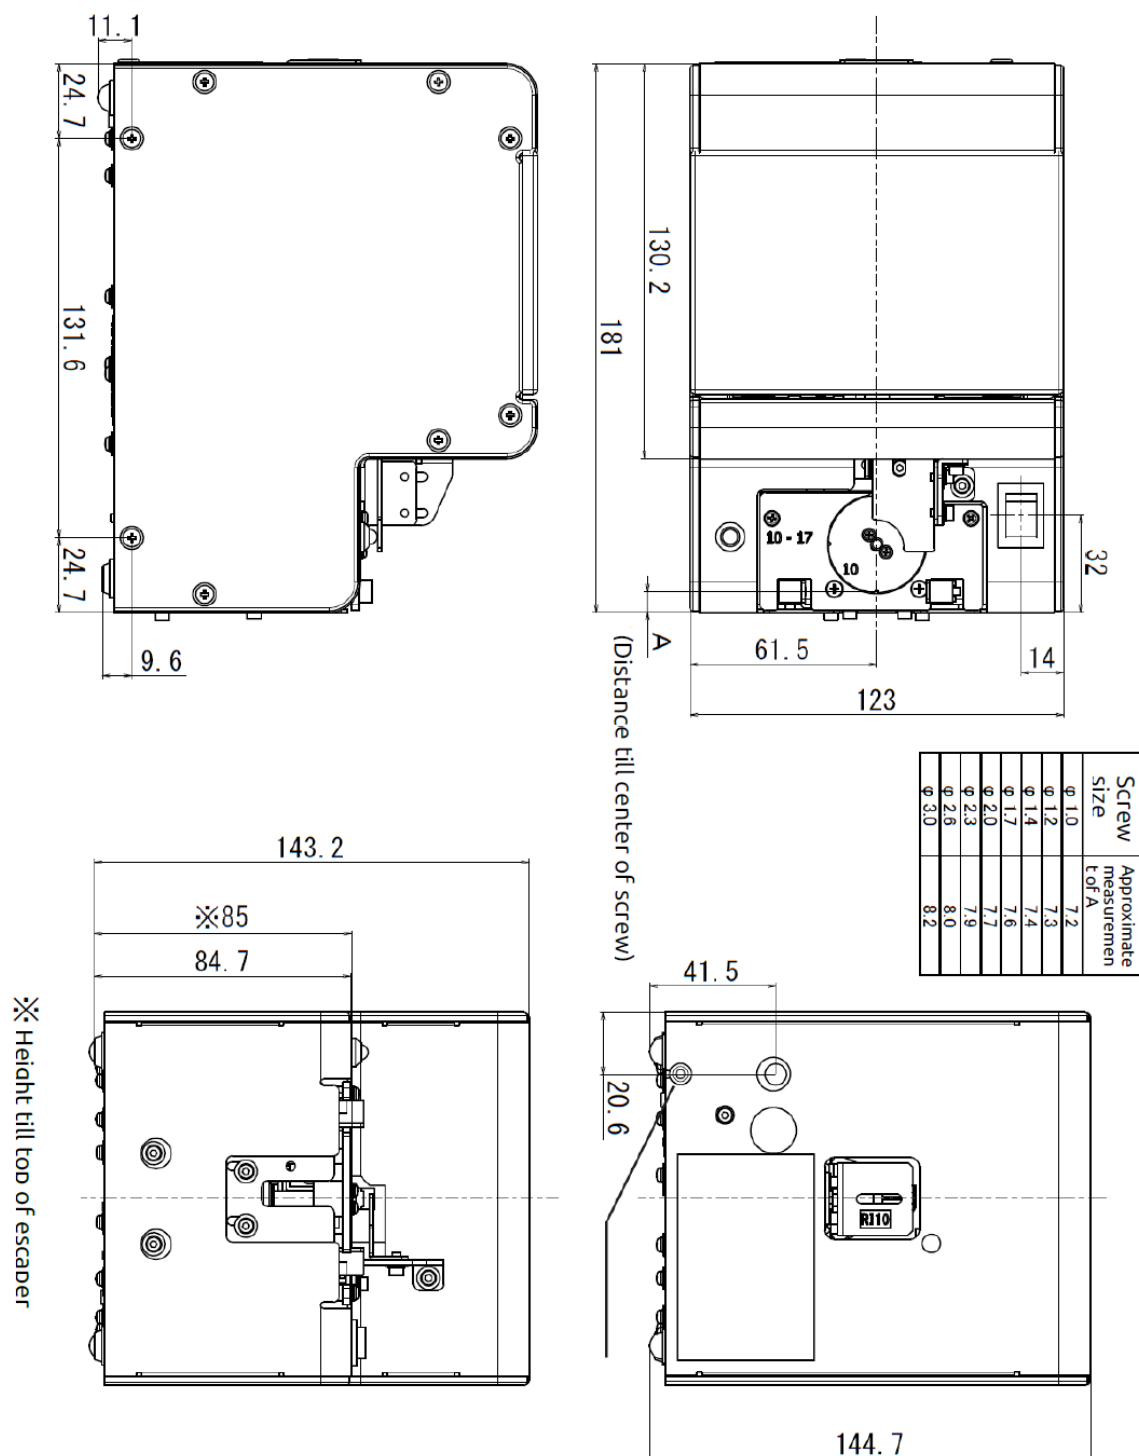 11.1
24.7
131.6
24.7
9.6
130.2
181
10 - 17
10
32
A
61.5
14
123
(Distance till center of screw)
Screw size
Approximate measuremen t of A
φ 1.0 7.2
φ 1.2 7.3
φ 1.4 7.4
φ 1.7 7.6
φ 2.0 7.7
φ 2.3 7.9
φ 2.6 8.0
φ 3.0 8.2
143.2
※85
84.7
※ Height till top of escaper
41.5
20.6
RI10
144.7